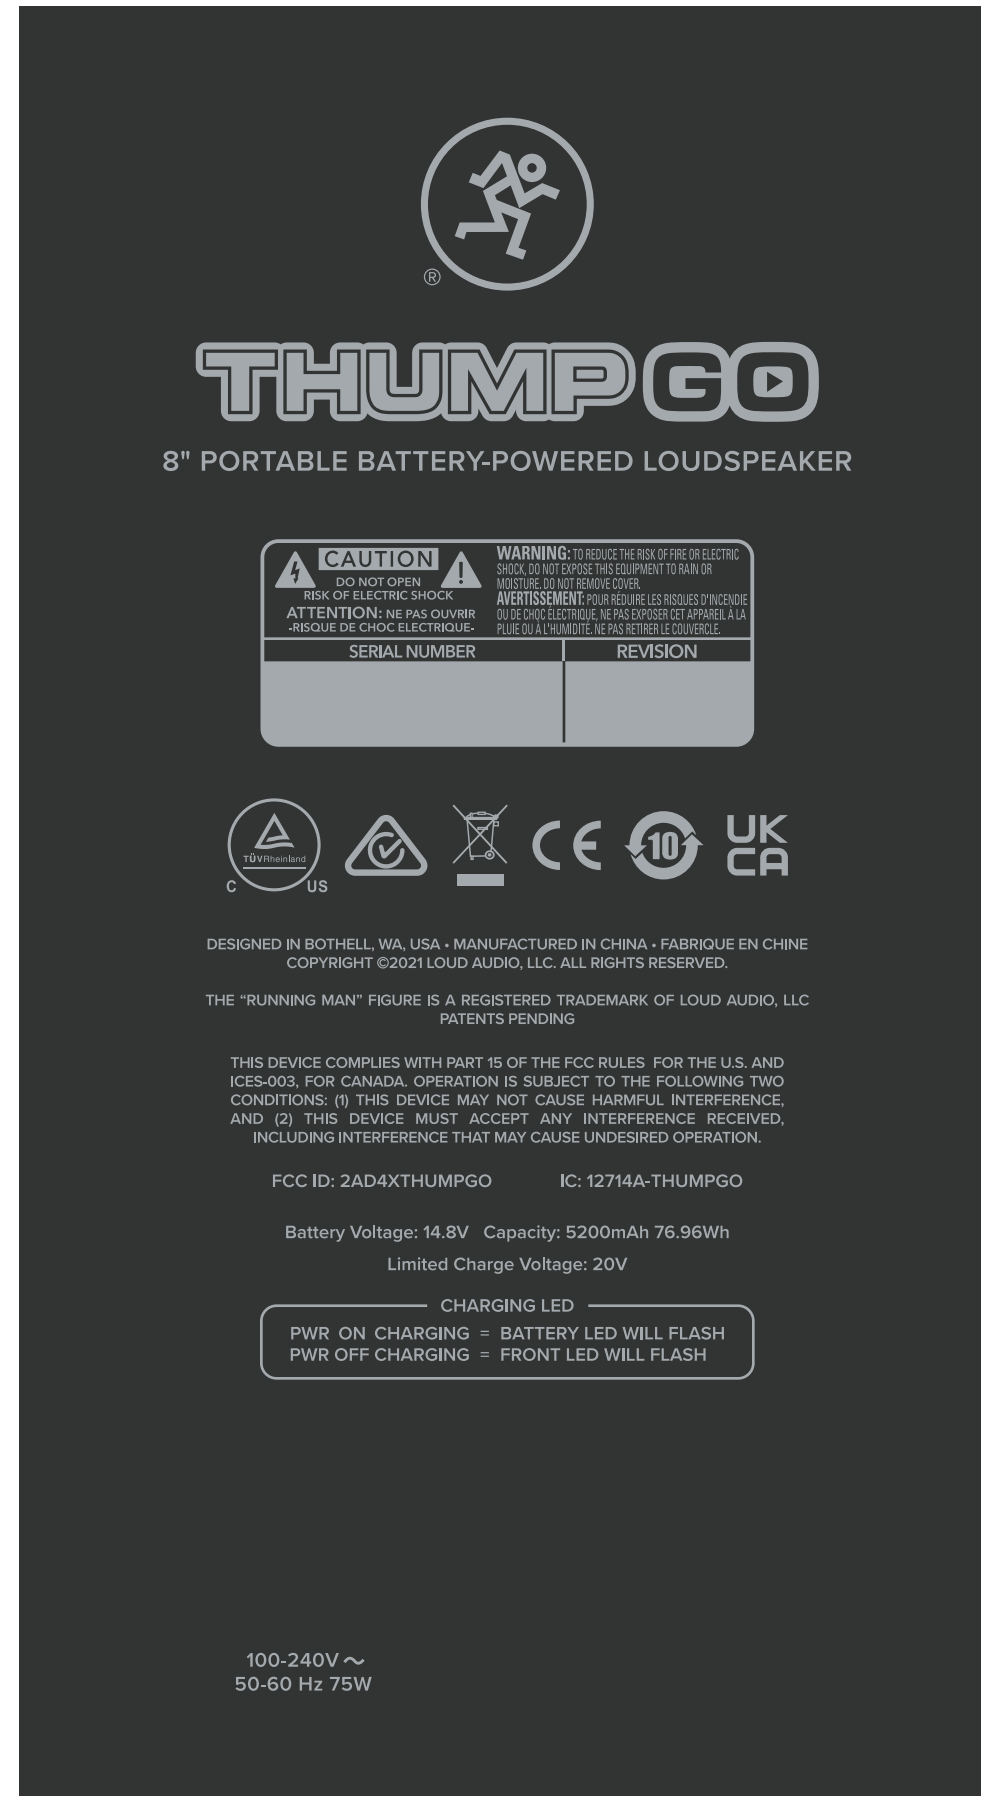 ®
THUMP GO
8" PORTABLE BATTERY-POWERED LOUDSPEAKER
CAUTION
DO NOT OPEN
RISK OF ELECTRIC SHOCK
ATTENTION: NE PAS OUVRIR
-RISQUE DE CHOC ELECTRIQUE-
WARNING: TO REDUCE THE RISK OF FIRE OR ELECTRIC
SHOCK, DO NOT EXPOSE THIS EQUIPMENT TO RAIN OR
MOISTURE. DO NOT REMOVE COVER.
AVERTISSEMENT: POUR RÉDUIRE LES RISQUES D'INCENDIE
OU DE CHOC ÉLECTRIQUE, NE PAS EXPOSER CET APPAREIL À LA
PLUIE OU À L'HUMIDITÉ. NE PAS RETIRER LE COUVERCLE.
SERIAL NUMBER REVISION
TÜVRheinland
C US
CE
10
UK
CA
DESIGNED IN BOTHELL, WA, USA • MANUFACTURED IN CHINA • FABRIQUE EN CHINE
COPYRIGHT ©2021 LOUD AUDIO, LLC. ALL RIGHTS RESERVED.
THE “RUNNING MAN” FIGURE IS A REGISTERED TRADEMARK OF LOUD AUDIO, LLC
PATENTS PENDING
THIS DEVICE COMPLIES WITH PART 15 OF THE FCC RULES FOR THE U.S. AND
ICES-003, FOR CANADA. OPERATION IS SUBJECT TO THE FOLLOWING TWO
CONDITIONS: (1) THIS DEVICE MAY NOT CAUSE HARMFUL INTERFERENCE,
AND (2) THIS DEVICE MUST ACCEPT ANY INTERFERENCE RECEIVED,
INCLUDING INTERFERENCE THAT MAY CAUSE UNDESIRED OPERATION.
FCC ID: 2AD4XTHUMPGO IC: 12714A-THUMPGO
Battery Voltage: 14.8V Capacity: 5200mAh 76.96Wh
Limited Charge Voltage: 20V
CHARGING LED
PWR ON CHARGING = BATTERY LED WILL FLASH
PWR OFF CHARGING = FRONT LED WILL FLASH
100-240V ~
50-60 Hz 75W